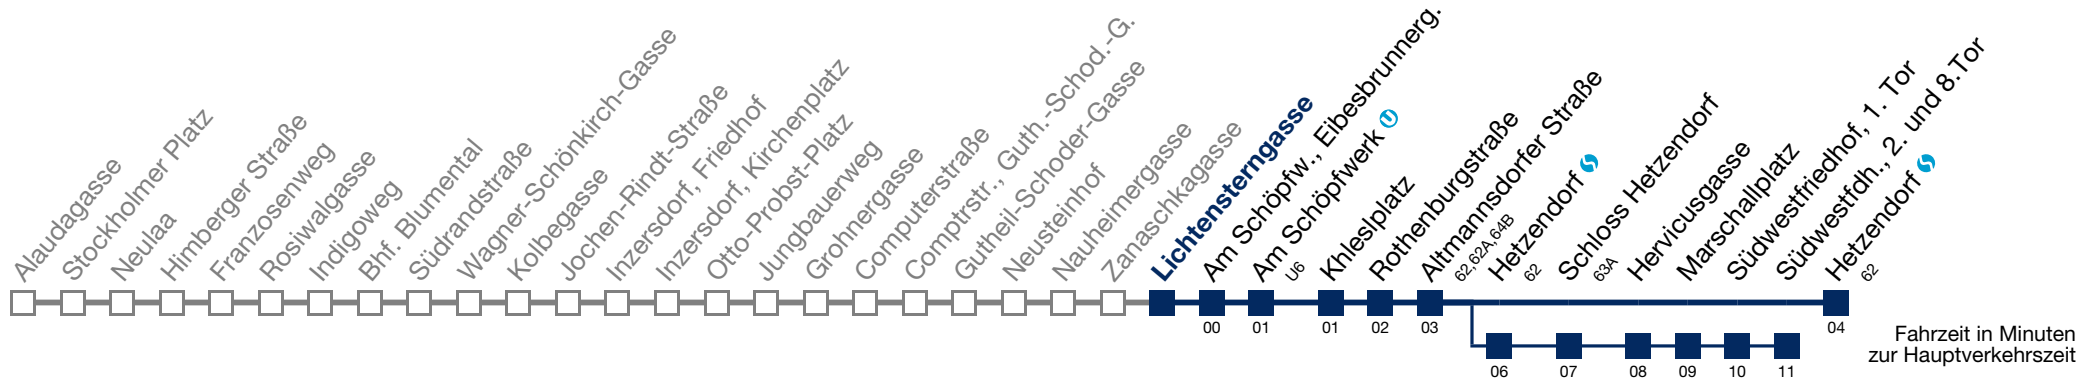 Alaudagasse
Stockholmer Platz
Neulaa
Himberger Straße
Franzosenweg
Rosiwalgasse
Indigoweg
Bhf. Blumental
Südrandstraße
Wagner-Schönkirch-Gasse
Kolbegasse
Jochen-Rindt-Straße
Inzersdorf, Friedhof
Inzersdorf, Kirchenplatz
Otto-Probst-Platz
Jungbauerweg
Grohnergasse
Computerstraße
Comptrstr., Guth.-Schod.-G.
Gutheil-Schoder-Gasse
Neusteinhof
Nauheimergasse
Zanaschkagasse
Lichtensterngasse
Am Schöpfw., Eibesbrunnerg.
Am Schöpfwerk
U6
Khleslplatz
Rothenburgstraße
Altmannsdorfer Straße
62,62A,64B
Hetzendorf
62
Schloss Hetzendorf
63A
Hervicusgasse
Marschallplatz
Südwestfriedhof, 1. Tor
Südwestfdh., 2. und 8.Tor
Hetzendorf
62
00 01 01 02 03 04
06 07 08 09 10 11
Fahrzeit in Minuten
zur Hauptverkehrszeit